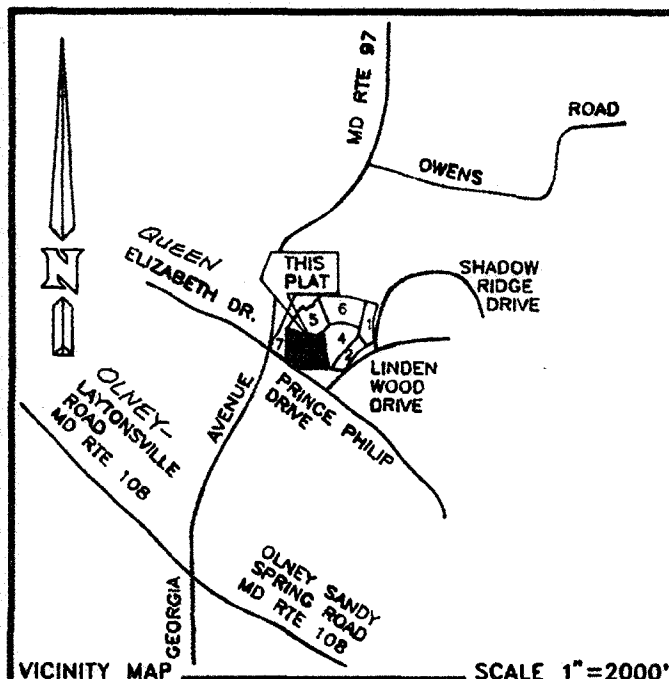 MD RTE 97
ROAD
OWENS
QUEEN
ELIZABETH DR.
THIS
PLAT
SHADOW
RIDGE
DRIVE
N
5
6
1
4
7
2
LINDEN
WOOD
DRIVE
PRINCE PHILIP
DRIVE
OLNEY-
LAYTONSVILLE
ROAD
MD RTE 108
AVENUE
OLNEY SANDY
SPRING ROAD
MD RTE 108
GEORGIA
VICINITY MAP
SCALE 1"=2000'